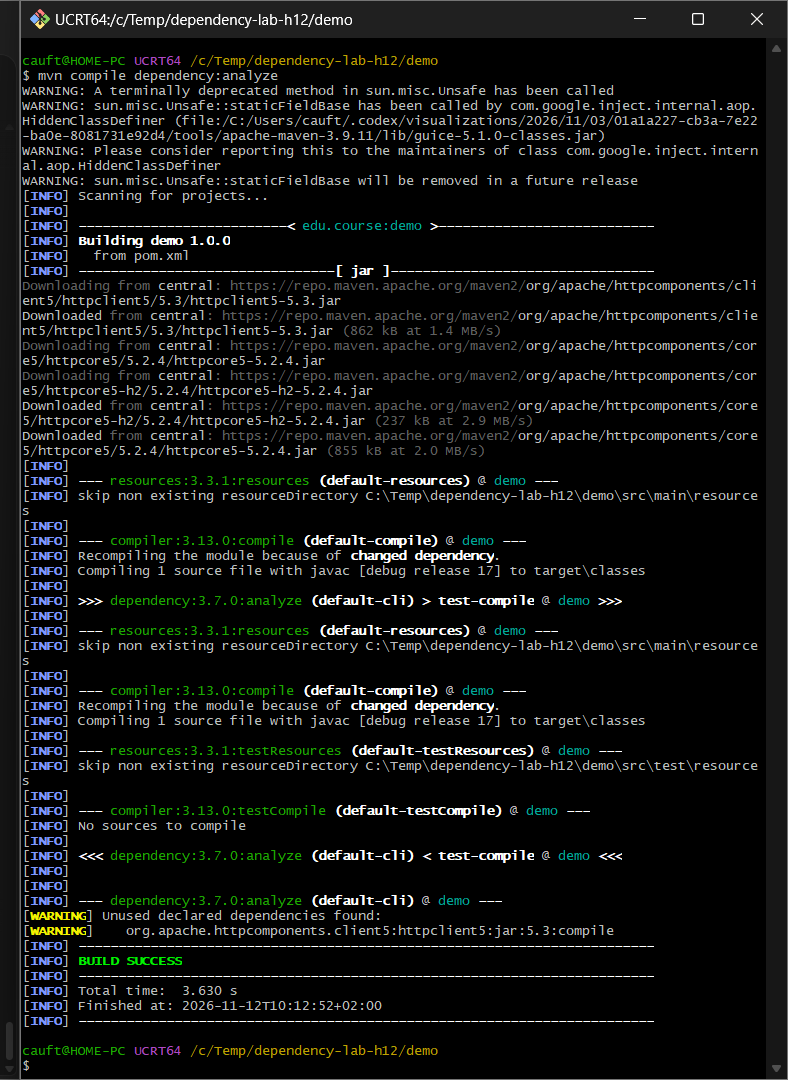 UCRT64:/c/Temp/dependency-lab-h12/demo
cauft@HOME-PC UCRT64 /c/Temp/dependency-lab-h12/demo
$ mvn compile dependency:analyze
WARNING: A terminally deprecated method in sun.misc.Unsafe has been called
WARNING: sun.misc.Unsafe::staticFieldBase has been called by com.google.inject.internal.aop.
HiddenClassDefiner (file:/C:/Users/cauft/.codex/visualizations/2026/11/03/01a1a227-cb3a-7e22
-ba0e-8081731e92d4/tools/apache-maven-3.9.11/lib/guice-5.1.0-classes.jar)
WARNING: Please consider reporting this to the maintainers of class com.google.inject.intern
al.aop.HiddenClassDefiner
WARNING: sun.misc.Unsafe::staticFieldBase will be removed in a future release
[INFO] Scanning for projects...
[INFO]
[INFO] --------------------------< edu.course:demo >---------------------------
[INFO] Building demo 1.0.0
[INFO]   from pom.xml
[INFO] --------------------------------[ jar ]---------------------------------
Downloading from central: https://repo.maven.apache.org/maven2/org/apache/httpcomponents/cli
ent5/httpclient5/5.3/httpclient5-5.3.jar
Downloaded from central: https://repo.maven.apache.org/maven2/org/apache/httpcomponents/clie
nt5/httpclient5/5.3/httpclient5-5.3.jar (862 kB at 1.4 MB/s)
Downloading from central: https://repo.maven.apache.org/maven2/org/apache/httpcomponents/cor
e5/httpcore5/5.2.4/httpcore5-5.2.4.jar
Downloading from central: https://repo.maven.apache.org/maven2/org/apache/httpcomponents/cor
e5/httpcore5-h2/5.2.4/httpcore5-h2-5.2.4.jar
Downloaded from central: https://repo.maven.apache.org/maven2/org/apache/httpcomponents/core
5/httpcore5-h2/5.2.4/httpcore5-h2-5.2.4.jar (237 kB at 2.9 MB/s)
Downloaded from central: https://repo.maven.apache.org/maven2/org/apache/httpcomponents/core
5/httpcore5/5.2.4/httpcore5-5.2.4.jar (855 kB at 2.0 MB/s)
[INFO]
[INFO] --- resources:3.3.1:resources (default-resources) @ demo ---
[INFO] skip non existing resourceDirectory C:\Temp\dependency-lab-h12\demo\src\main\resource
s
[INFO]
[INFO] --- compiler:3.13.0:compile (default-compile) @ demo ---
[INFO] Recompiling the module because of changed dependency.
[INFO] Compiling 1 source file with javac [debug release 17] to target\classes
[INFO]
[INFO] >>> dependency:3.7.0:analyze (default-cli) > test-compile @ demo >>>
[INFO]
[INFO] --- resources:3.3.1:resources (default-resources) @ demo ---
[INFO] skip non existing resourceDirectory C:\Temp\dependency-lab-h12\demo\src\main\resource
s
[INFO]
[INFO] --- compiler:3.13.0:compile (default-compile) @ demo ---
[INFO] Recompiling the module because of changed dependency.
[INFO] Compiling 1 source file with javac [debug release 17] to target\classes
[INFO]
[INFO] --- resources:3.3.1:testResources (default-testResources) @ demo ---
[INFO] skip non existing resourceDirectory C:\Temp\dependency-lab-h12\demo\src\test\resource
s
[INFO]
[INFO] --- compiler:3.13.0:testCompile (default-testCompile) @ demo ---
[INFO] No sources to compile
[INFO]
[INFO] <<< dependency:3.7.0:analyze (default-cli) < test-compile @ demo <<<
[INFO]
[INFO]
[INFO] --- dependency:3.7.0:analyze (default-cli) @ demo ---
[WARNING] Unused declared dependencies found:
[WARNING]    org.apache.httpcomponents.client5:httpclient5:jar:5.3:compile
[INFO] ------------------------------------------------------------------------
[INFO] BUILD SUCCESS
[INFO] ------------------------------------------------------------------------
[INFO] Total time:  3.630 s
[INFO] Finished at: 2026-11-12T10:12:52+02:00
[INFO] ------------------------------------------------------------------------
cauft@HOME-PC UCRT64 /c/Temp/dependency-lab-h12/demo
$